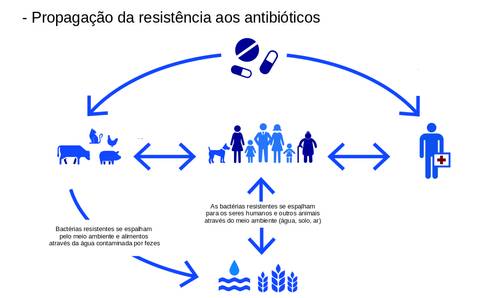 - Propagação da resistência aos antibióticos
As bactérias resistentes se espalham
para os seres humanos e outros animais
através do meio ambiente (água, solo, ar)
Bactérias resistentes se espalham
pelo meio ambiente e alimentos
através da água contaminada por fezes